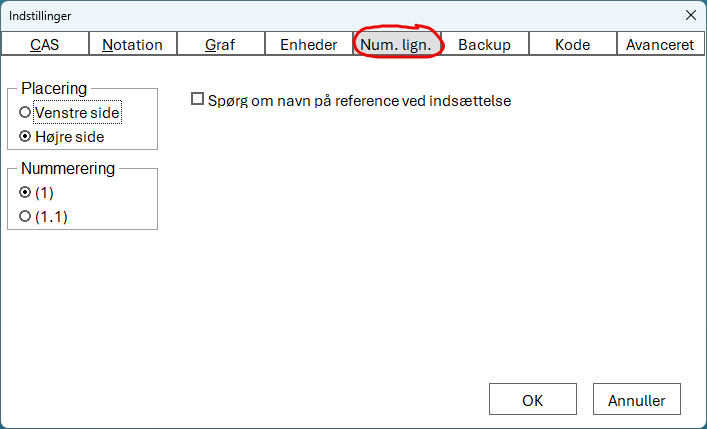 Indstillinger
CAS Notation Graf Enheder Num. lign. Backup Kode Avanceret
Placering
Venstre side
Højre side
Spørg om navn på reference ved indsættelse
Nummerering
(1)
(1.1)
OK Annuller